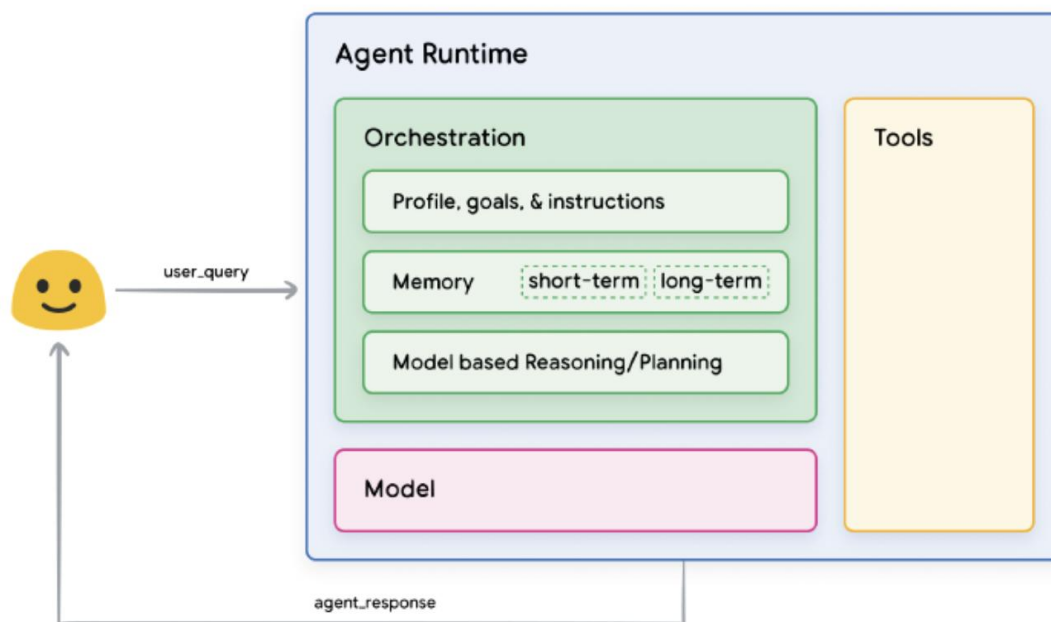 Agent Runtime
Orchestration
Tools
Profile, goals, & instructions
user_query
Memory short-term long-term
Model based Reasoning/Planning
Model
agent_response